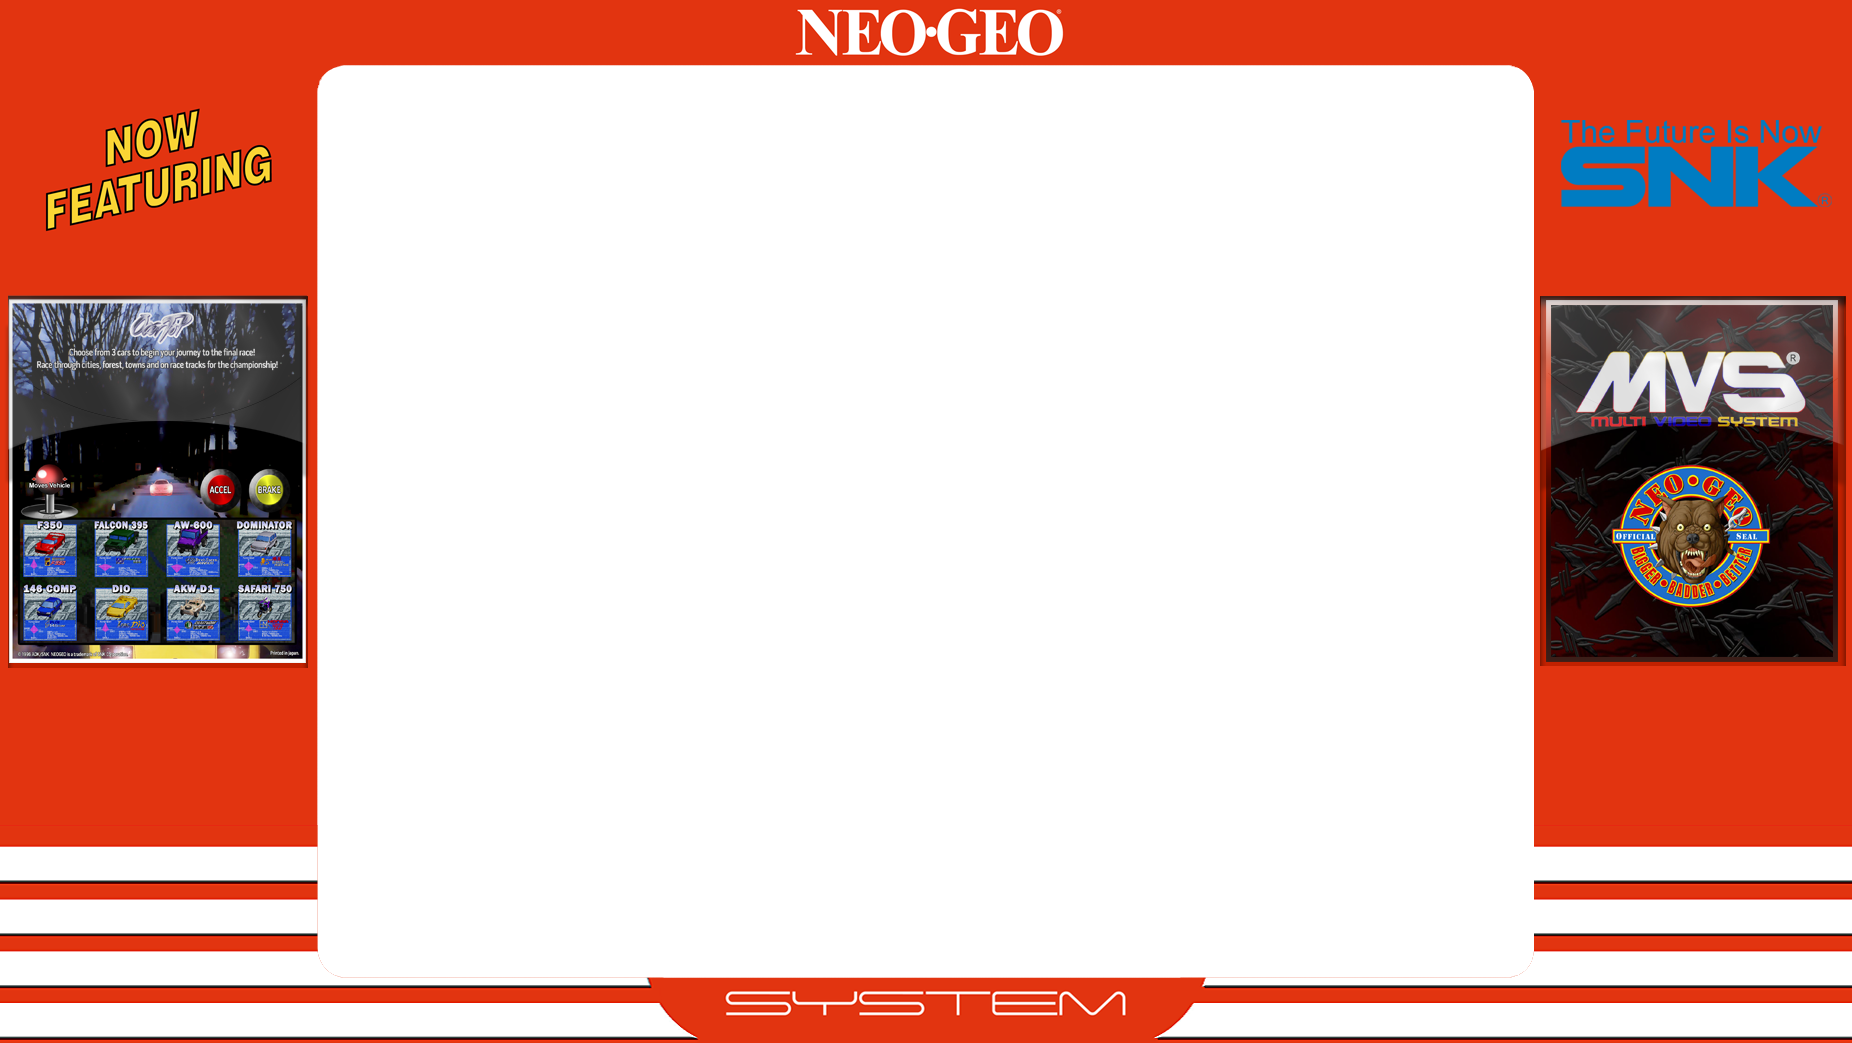 NEO•GEO®
NOW
FEATURING
The Future Is Now
SNK®
Choose from 3 cars to begin your journey to the final race!
Race through cities, forest, towns and on race tracks for the championship!
Moves Vehicle
ACCEL
BRAKE
F350
FALCON 395
AW-600
DOMINATOR
146 COMP
DIO
AKW D1
SAFARI 750
Printed in Japan.
MVS®
MULTI VIDEO SYSTEM
NEO•GEO
OFFICIAL SEAL
BIGGER•BADDER•BETTER
SYSTEM